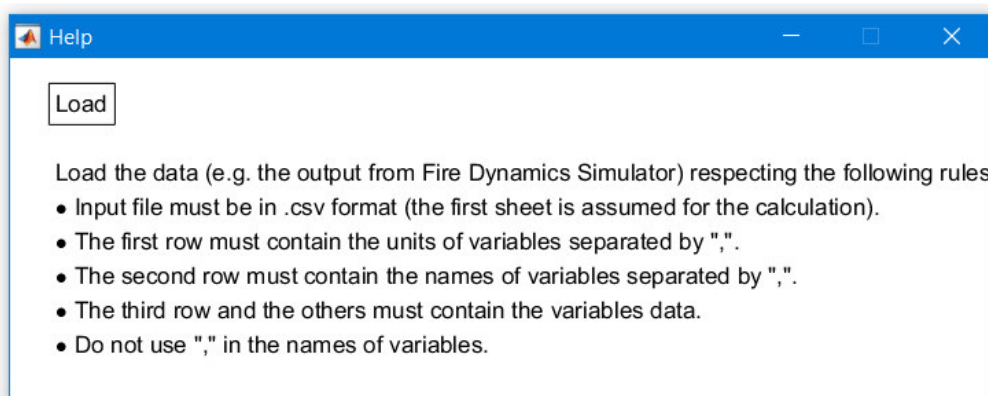 Help
Load
Load the data (e.g. the output from Fire Dynamics Simulator) respecting the following rules
• Input file must be in .csv format (the first sheet is assumed for the calculation).
• The first row must contain the units of variables separated by ",".
• The second row must contain the names of variables separated by ",".
• The third row and the others must contain the variables data.
• Do not use "," in the names of variables.